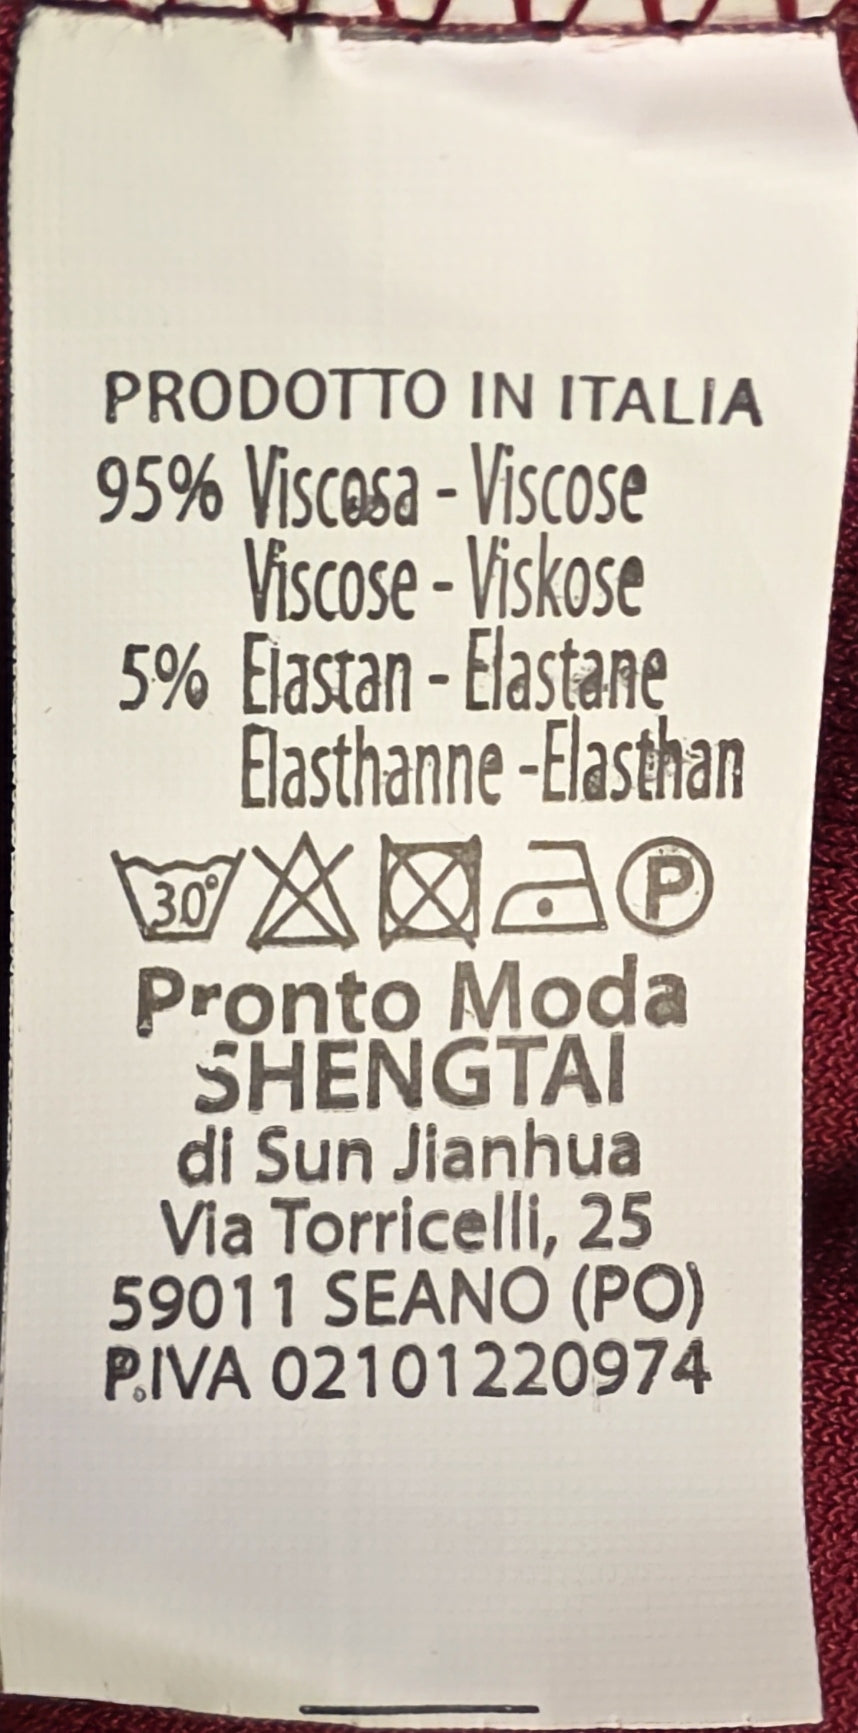 PRODOTTO IN ITALIA
95% Viscosa - Viscose
Viscose - Viskose
5% Elastan - Elastane
Elasthanne -Elasthan
30° P
Pronto Moda
SHENGTAI
di Sun Jianhua
Via Torricelli, 25
59011 SEANO (PO)
P.IVA 02101220974